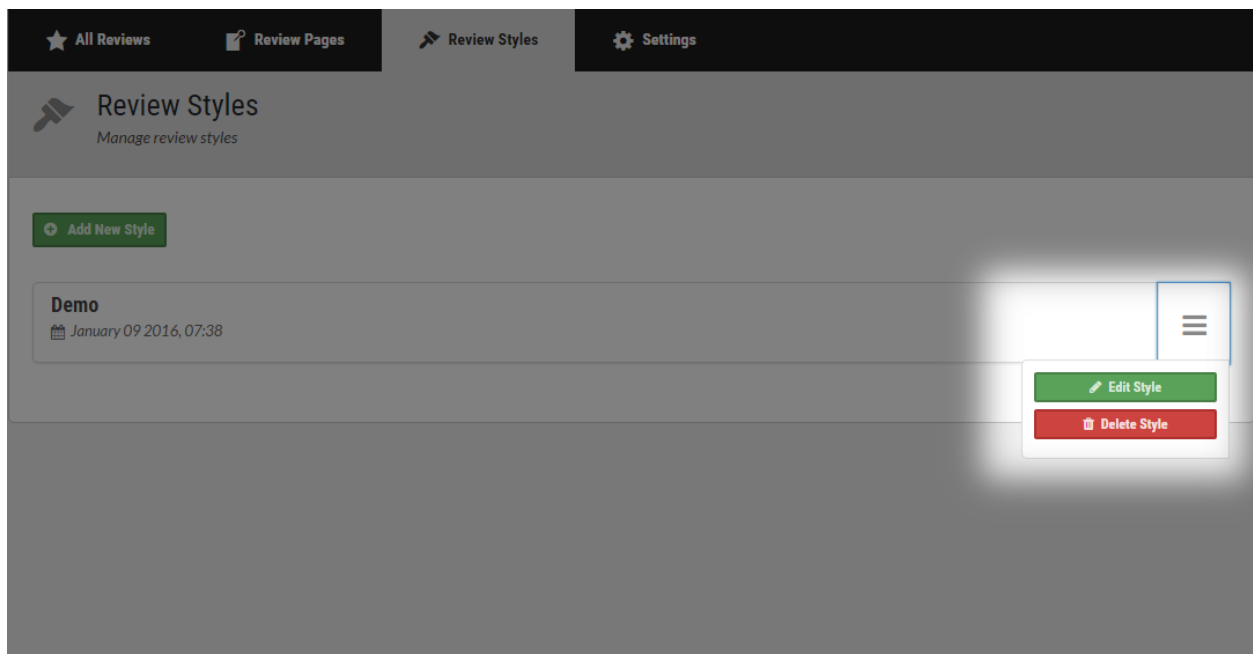 All Reviews
Review Pages
Review Styles
Settings
Review Styles
Manage review styles
Add New Style
Demo
January 09 2016, 07:38
Edit Style
Delete Style